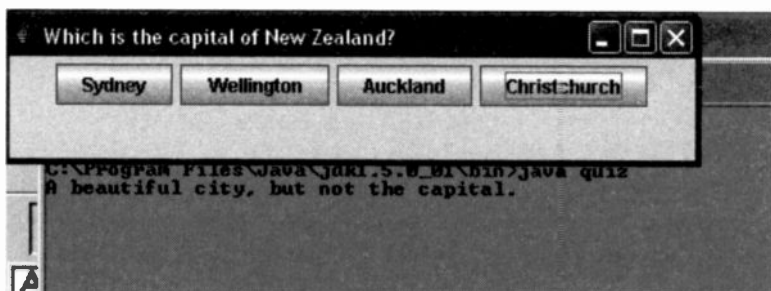 Which is the capital of New Zealand?
Sydney Wellington Auckland Christchurch
C:\Program Files\Java\jdk1.5.0_01\bin>java quiz
A beautiful city, but not the capital.